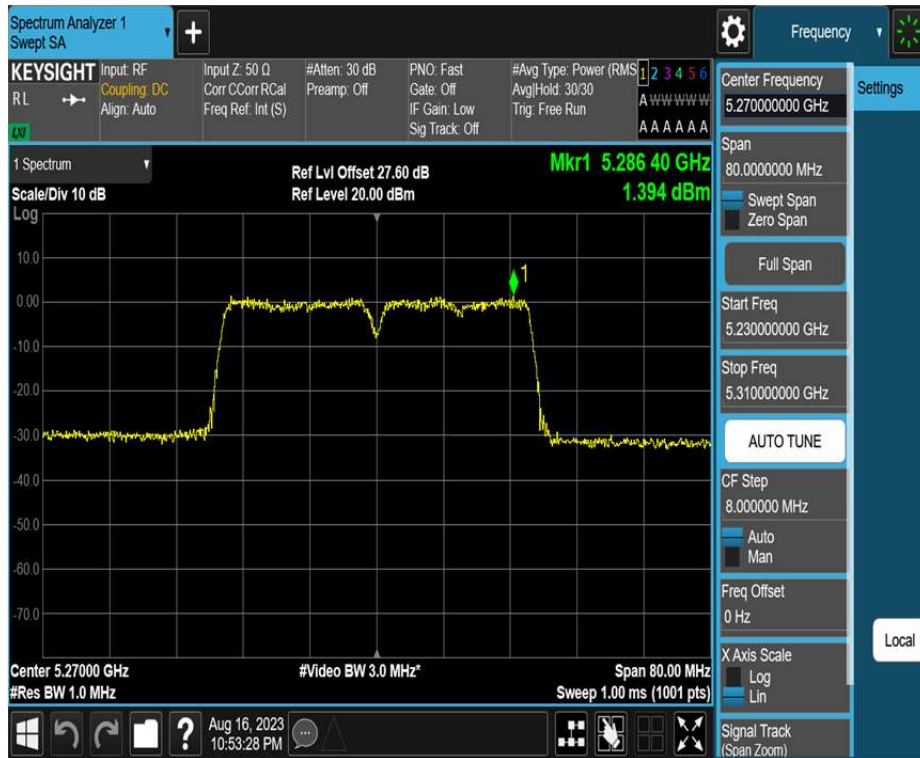 Spectrum Analyzer 1
Swept SA
Frequency
KEYSIGHT
R L
LXI
Input: RF
Coupling: DC
Align: Auto
Input Z: 50 Ω
Corr CCorr RCal
Freq Ref: Int (S)
#Atten: 30 dB
Preamp: Off
PNO: Fast
Gate: Off
IF Gain: Low
Sig Track: Off
#Avg Type: Power (RMS
Avg|Hold: 30/30
Trig: Free Run
1 2 3 4 5 6
A W W W W W
A A A A A A
1 Spectrum
Scale/Div 10 dB
Log
Ref Lvl Offset 27.60 dB
Ref Level 20.00 dBm
Mkr1 5.286 40 GHz
1.394 dBm
10.0
0.00
-10.0
-20.0
-30.0
-40.0
-50.0
-60.0
-70.0
1
Center 5.27000 GHz
#Res BW 1.0 MHz
#Video BW 3.0 MHz*
Span 80.00 MHz
Sweep 1.00 ms (1001 pts)
?
Aug 16, 2023
10:53:28 PM
Center Frequency
5.270000000 GHz
Span
80.0000000 MHz
Swept Span
Zero Span
Full Span
Start Freq
5.230000000 GHz
Stop Freq
5.310000000 GHz
AUTO TUNE
CF Step
8.000000 MHz
Auto
Man
Freq Offset
0 Hz
X Axis Scale
Log
Lin
Signal Track
(Span Zoom)
Settings
Local